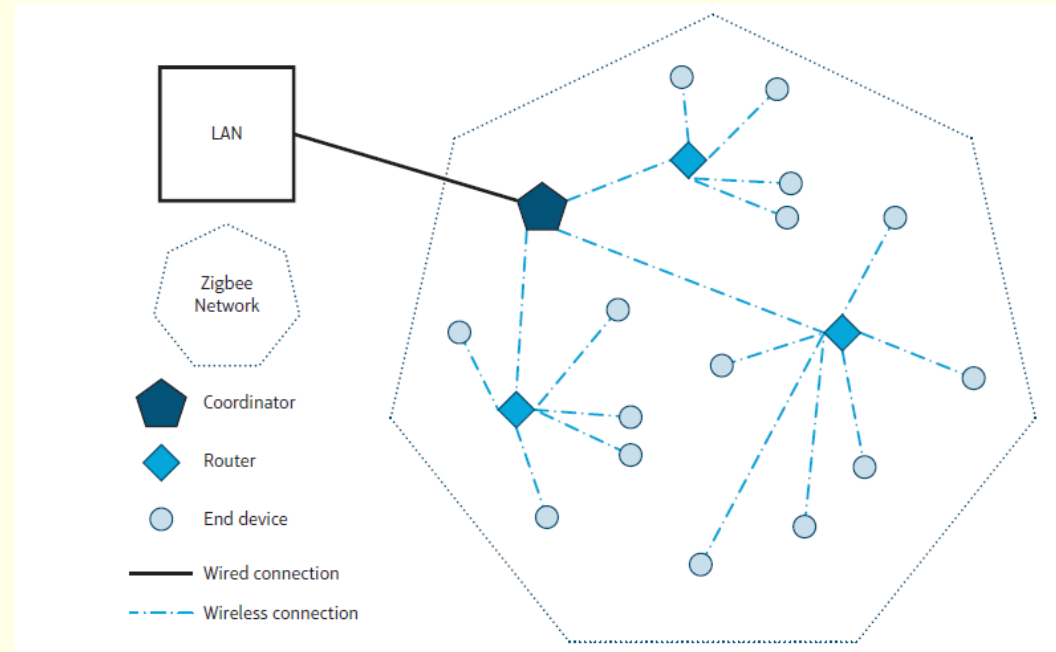 LAN
Zigbee
Network
Coordinator
Router
End device
Wired connection
Wireless connection